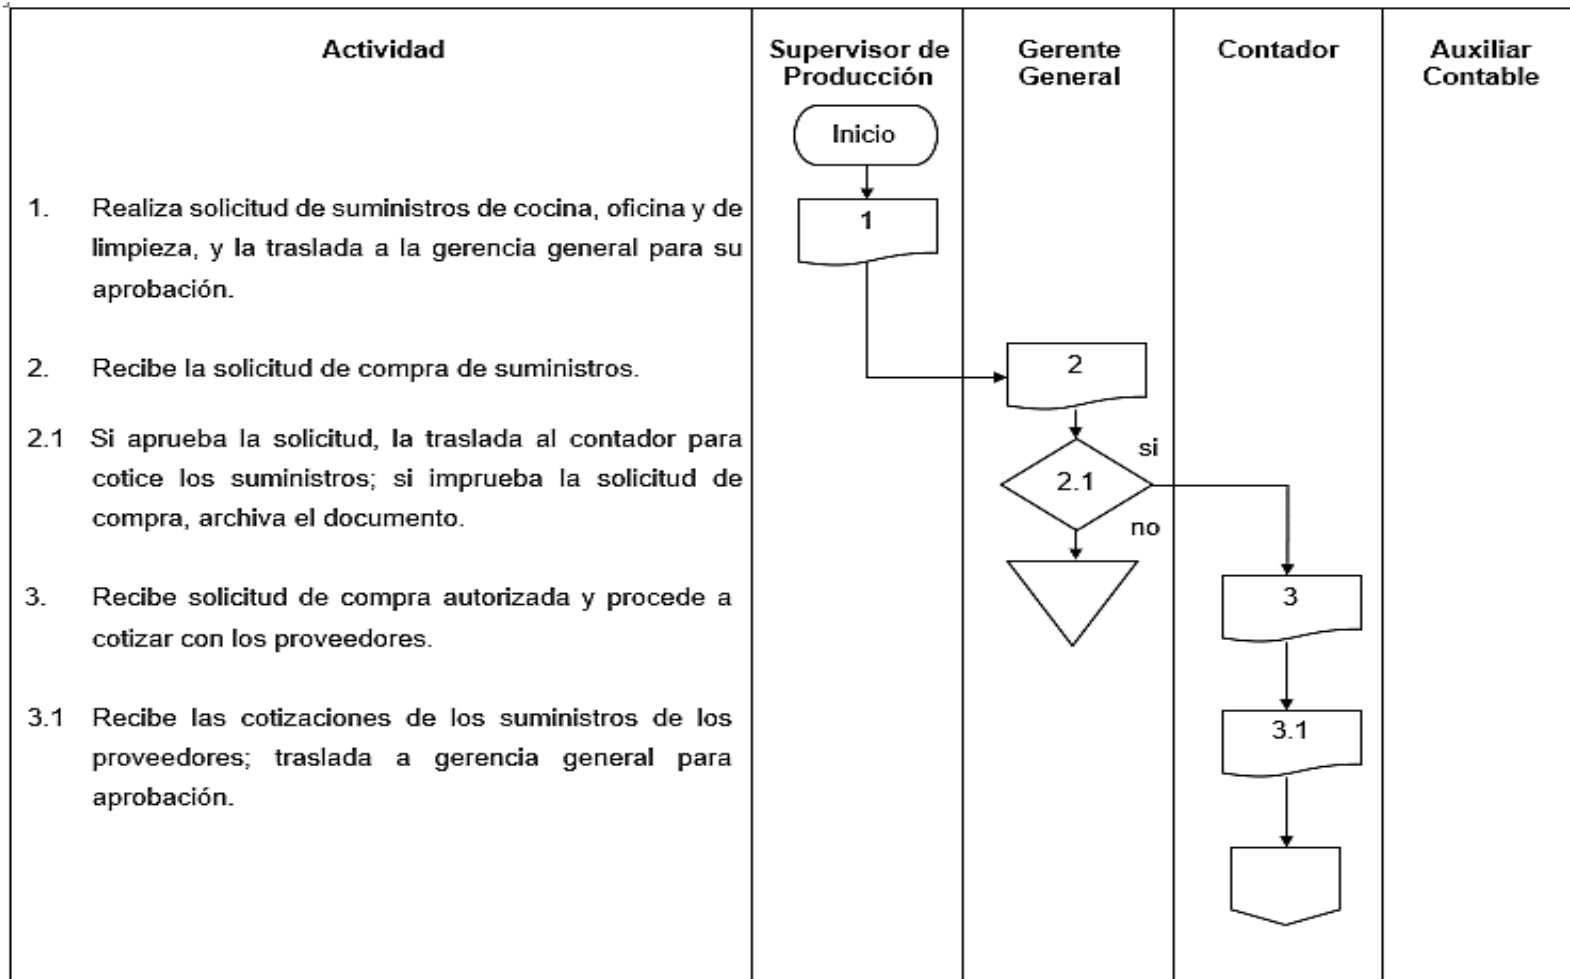 Actividad
Supervisor de
Producción
Gerente
General
Contador
Auxiliar
Contable
Inicio
1. Realiza solicitud de suministros de cocina, oficina y de
limpieza, y la traslada a la gerencia general para su
aprobación.
1
2. Recibe la solicitud de compra de suministros.
2
2.1 Si aprueba la solicitud, la traslada al contador para
cotice los suministros; si imprueba la solicitud de
compra, archiva el documento.
si
2.1
no
3. Recibe solicitud de compra autorizada y procede a
cotizar con los proveedores.
3
3.1 Recibe las cotizaciones de los suministros de los
proveedores; traslada a gerencia general para
aprobación.
3.1